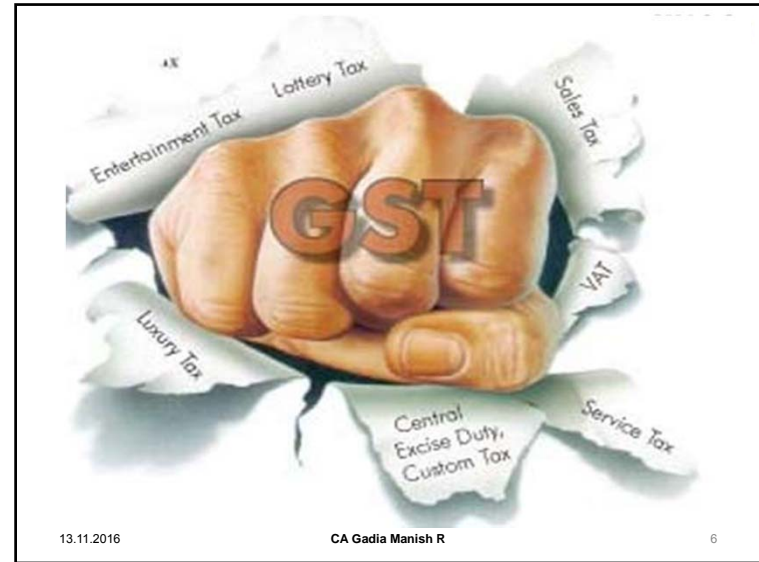 Lottery Tax
Entertainment Tax
Sales Tax
GST
VAT
Luxury Tax
Central
Excise Duty,
Custom Tax
Service Tax
13.11.2016
CA Gadia Manish R
6